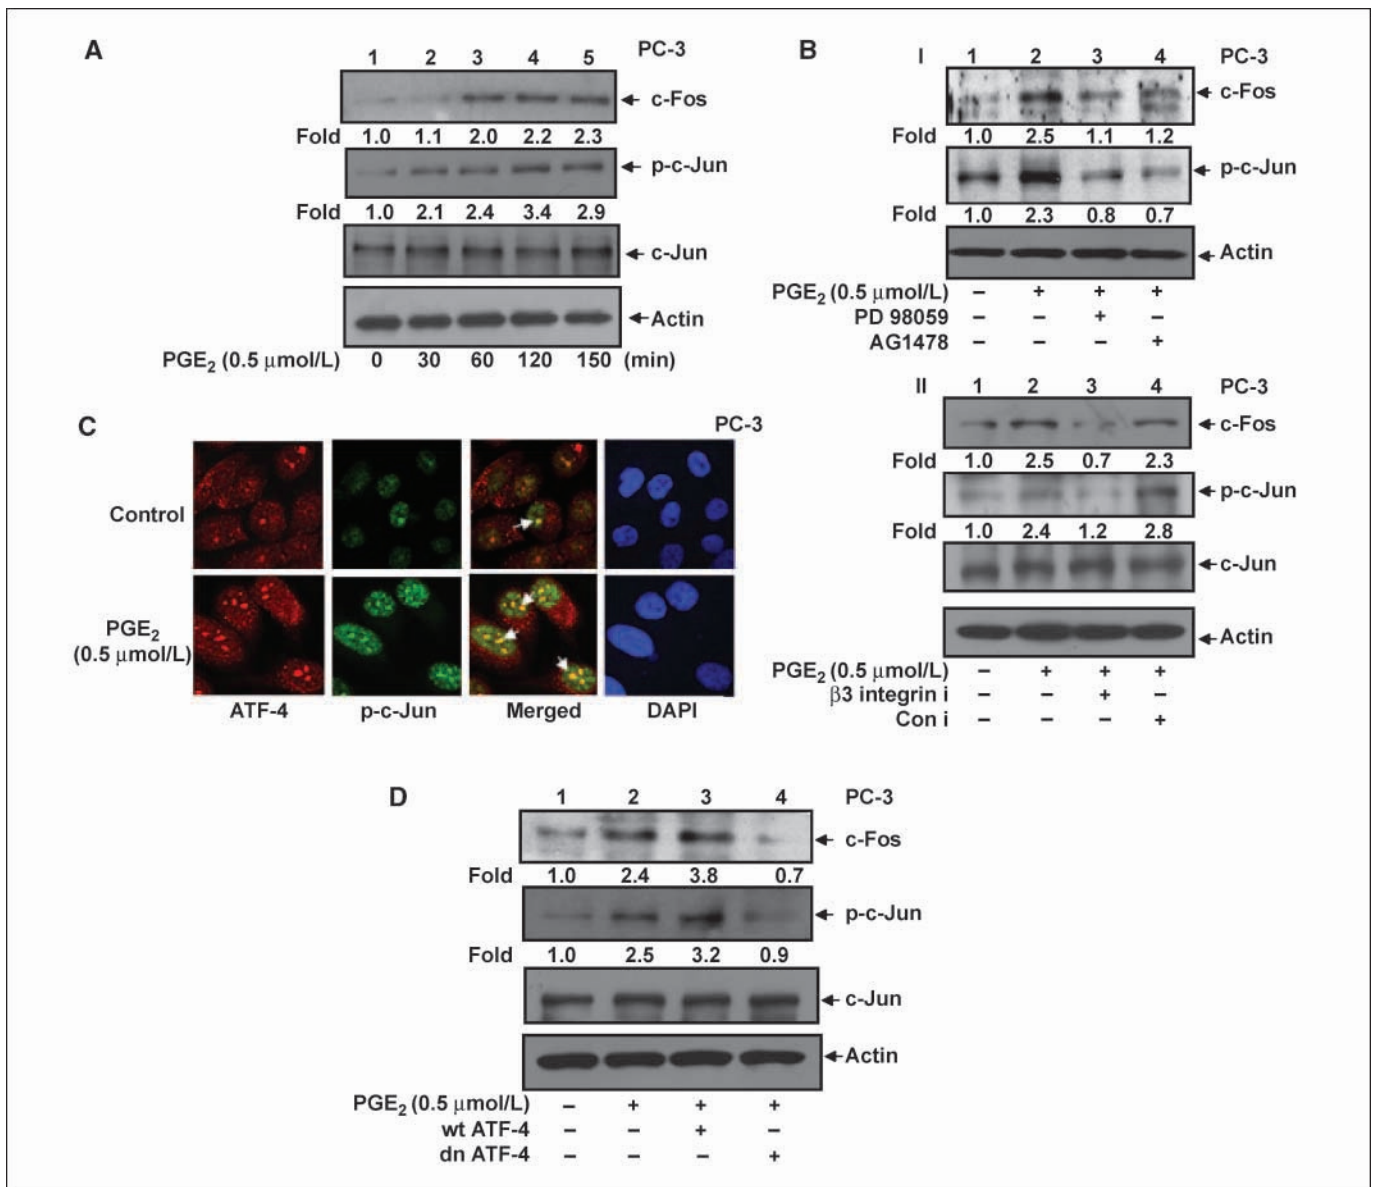 A
1 2 3 4 5 PC-3
c-Fos
Fold 1.0 1.1 2.0 2.2 2.3
p-c-Jun
Fold 1.0 2.1 2.4 3.4 2.9
c-Jun
Actin
PGE2 (0.5 μmol/L) 0 30 60 120 150 (min)
B
I 1 2 3 4 PC-3
c-Fos
Fold 1.0 2.5 1.1 1.2
p-c-Jun
Fold 1.0 2.3 0.8 0.7
Actin
PGE2 (0.5 μmol/L) – + + +
PD 98059 – – + –
AG1478 – – – +
II 1 2 3 4 PC-3
c-Fos
Fold 1.0 2.5 0.7 2.3
p-c-Jun
Fold 1.0 2.4 1.2 2.8
c-Jun
Actin
PGE2 (0.5 μmol/L) – + + +
β3 integrin i – – + –
Con i – – – +
C
PC-3
Control
PGE2
(0.5 μmol/L)
ATF-4 p-c-Jun Merged DAPI
D
1 2 3 4 PC-3
c-Fos
Fold 1.0 2.4 3.8 0.7
p-c-Jun
Fold 1.0 2.5 3.2 0.9
c-Jun
Actin
PGE2 (0.5 μmol/L) – + + +
wt ATF-4 – – + –
dn ATF-4 – – – +